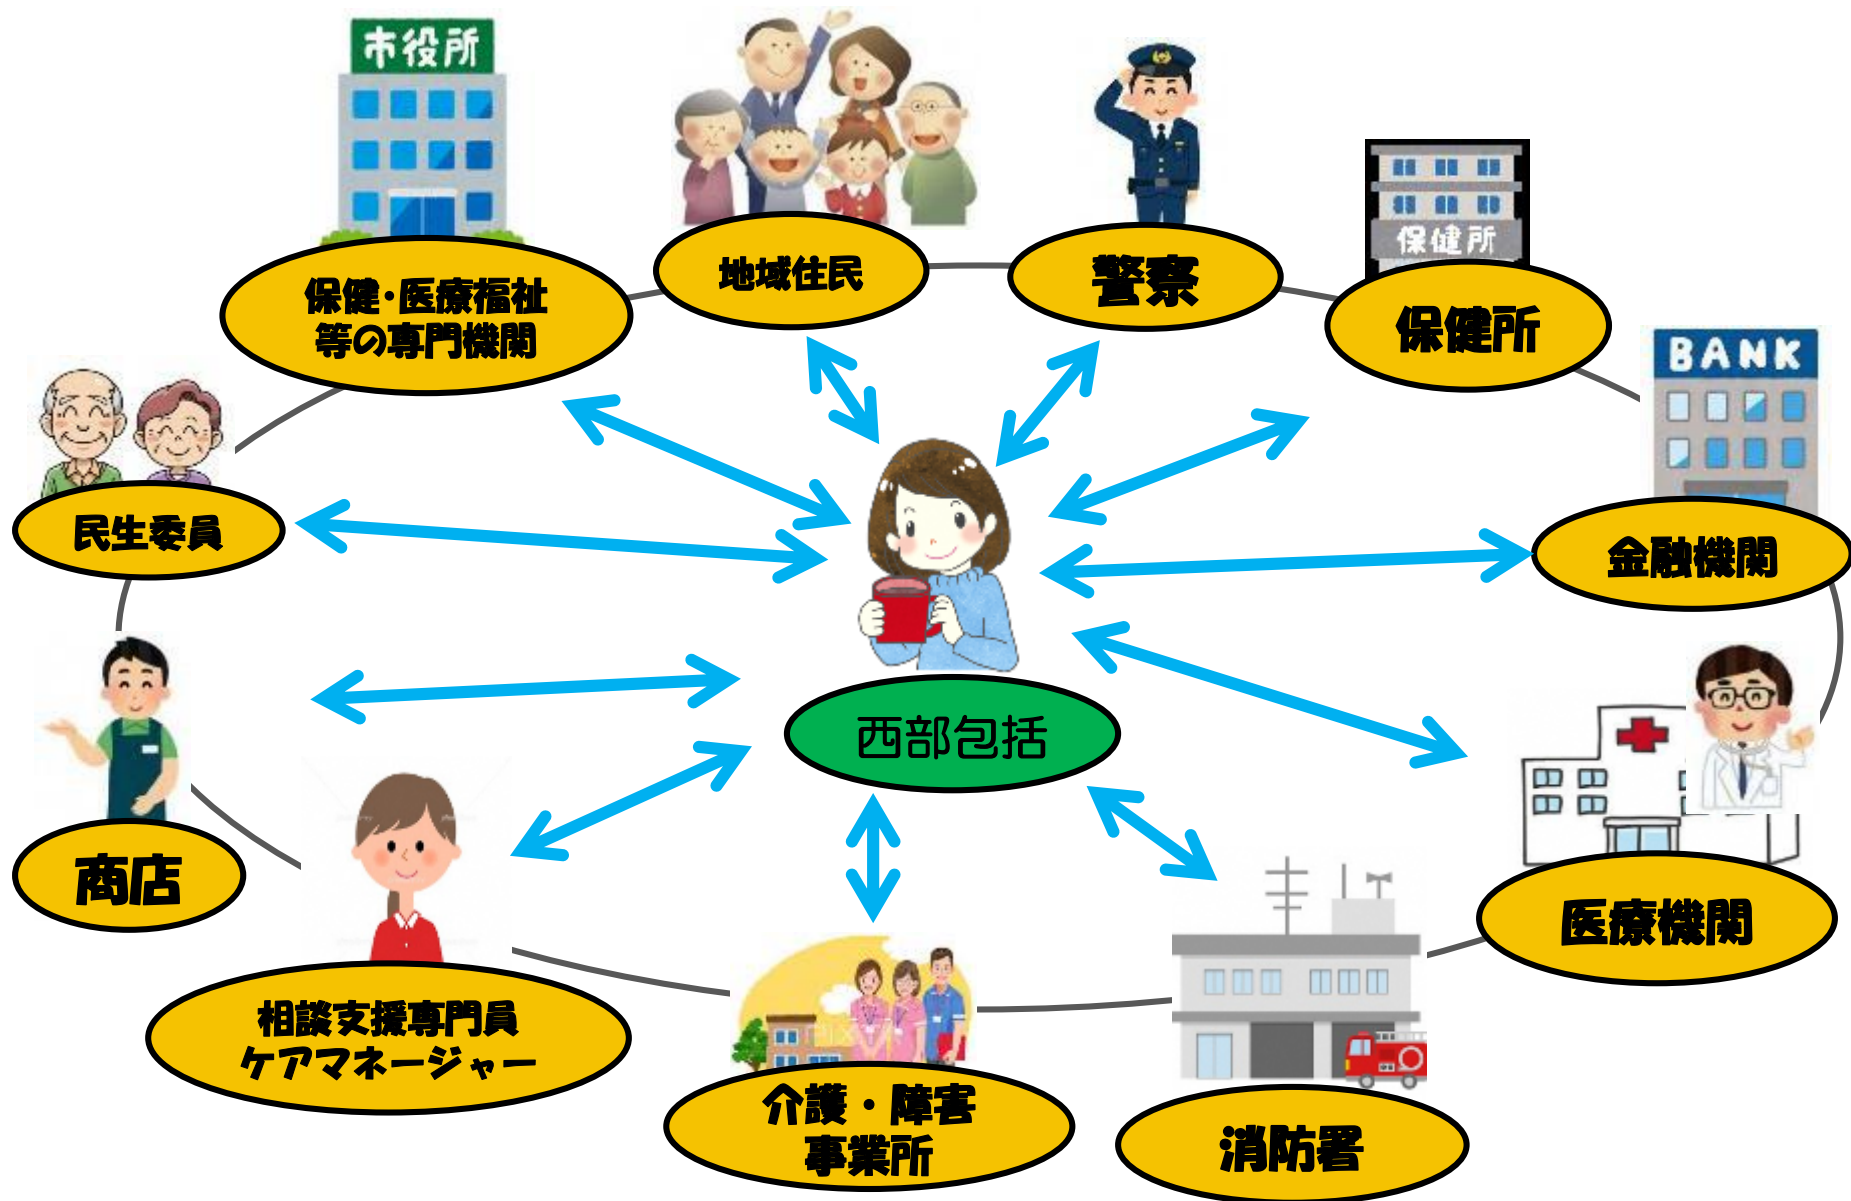 市役所
保健・医療福祉
等の専門機関
地域住民
警察
保健所
保健所
BANK
金融機関
民生委員
西部包括
商店
医療機関
相談支援専門員
ケアマネージャー
介護・障害
事業所
消防署